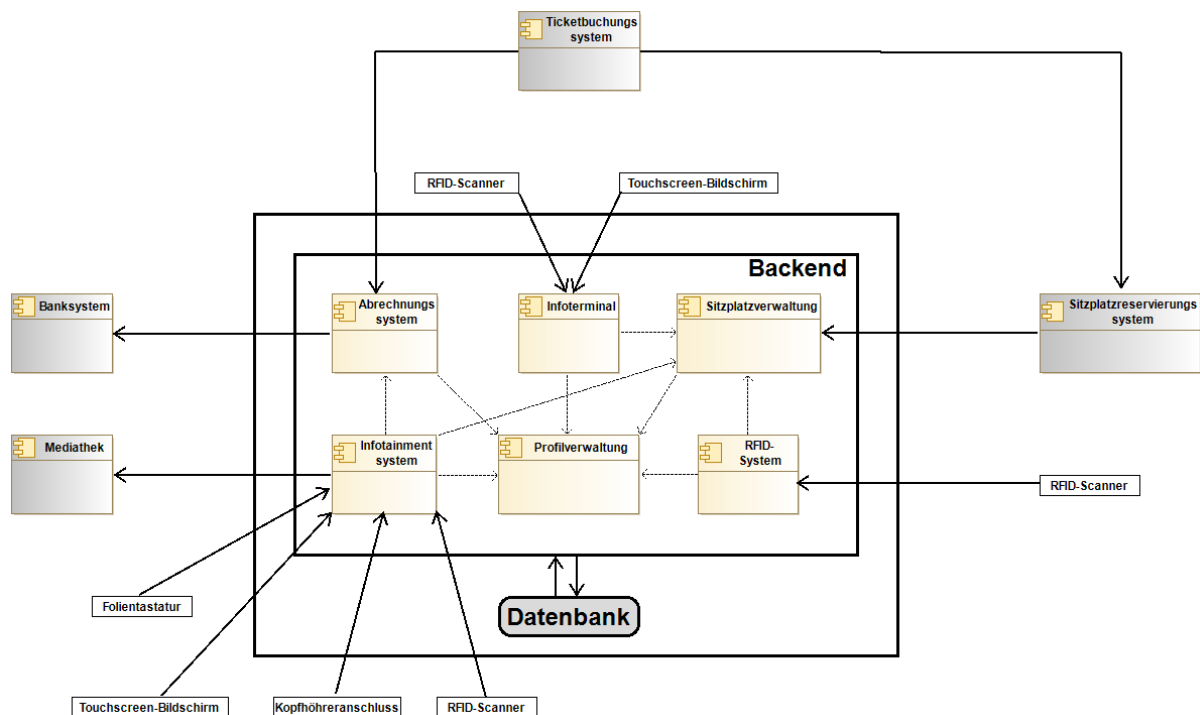 Ticketbuchungs
system
RFID-Scanner
Touchscreen-Bildschirm
Backend
Banksystem
Abrechnungs
system
Infoterminal
Sitzplatzverwaltung
Sitzplatzreservierungs
system
Mediathek
Infotainment
system
Profilverwaltung
RFID-
System
RFID-Scanner
Folientastatur
Datenbank
Touchscreen-Bildschirm
Kopfhöhreranschluss
RFID-Scanner